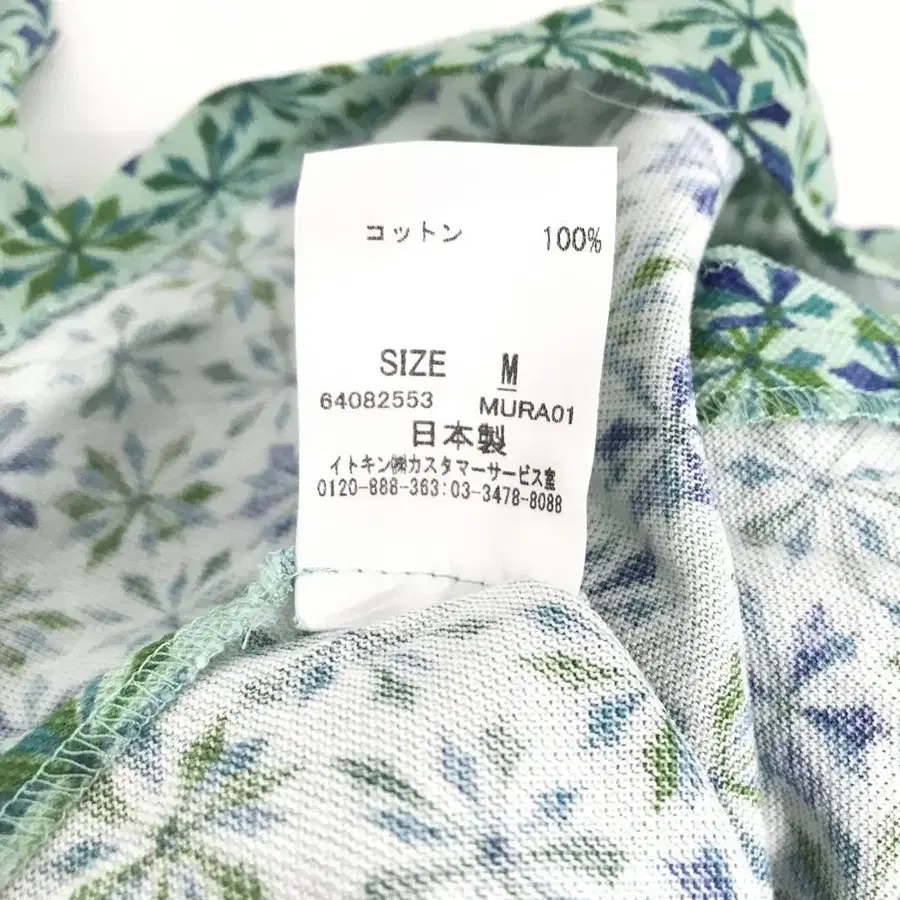 コットン 100%
SIZE M
64082553 MURA01
日本製
イトキン㈱カスタマーサービス室
0120-888-363:03-3478-8088